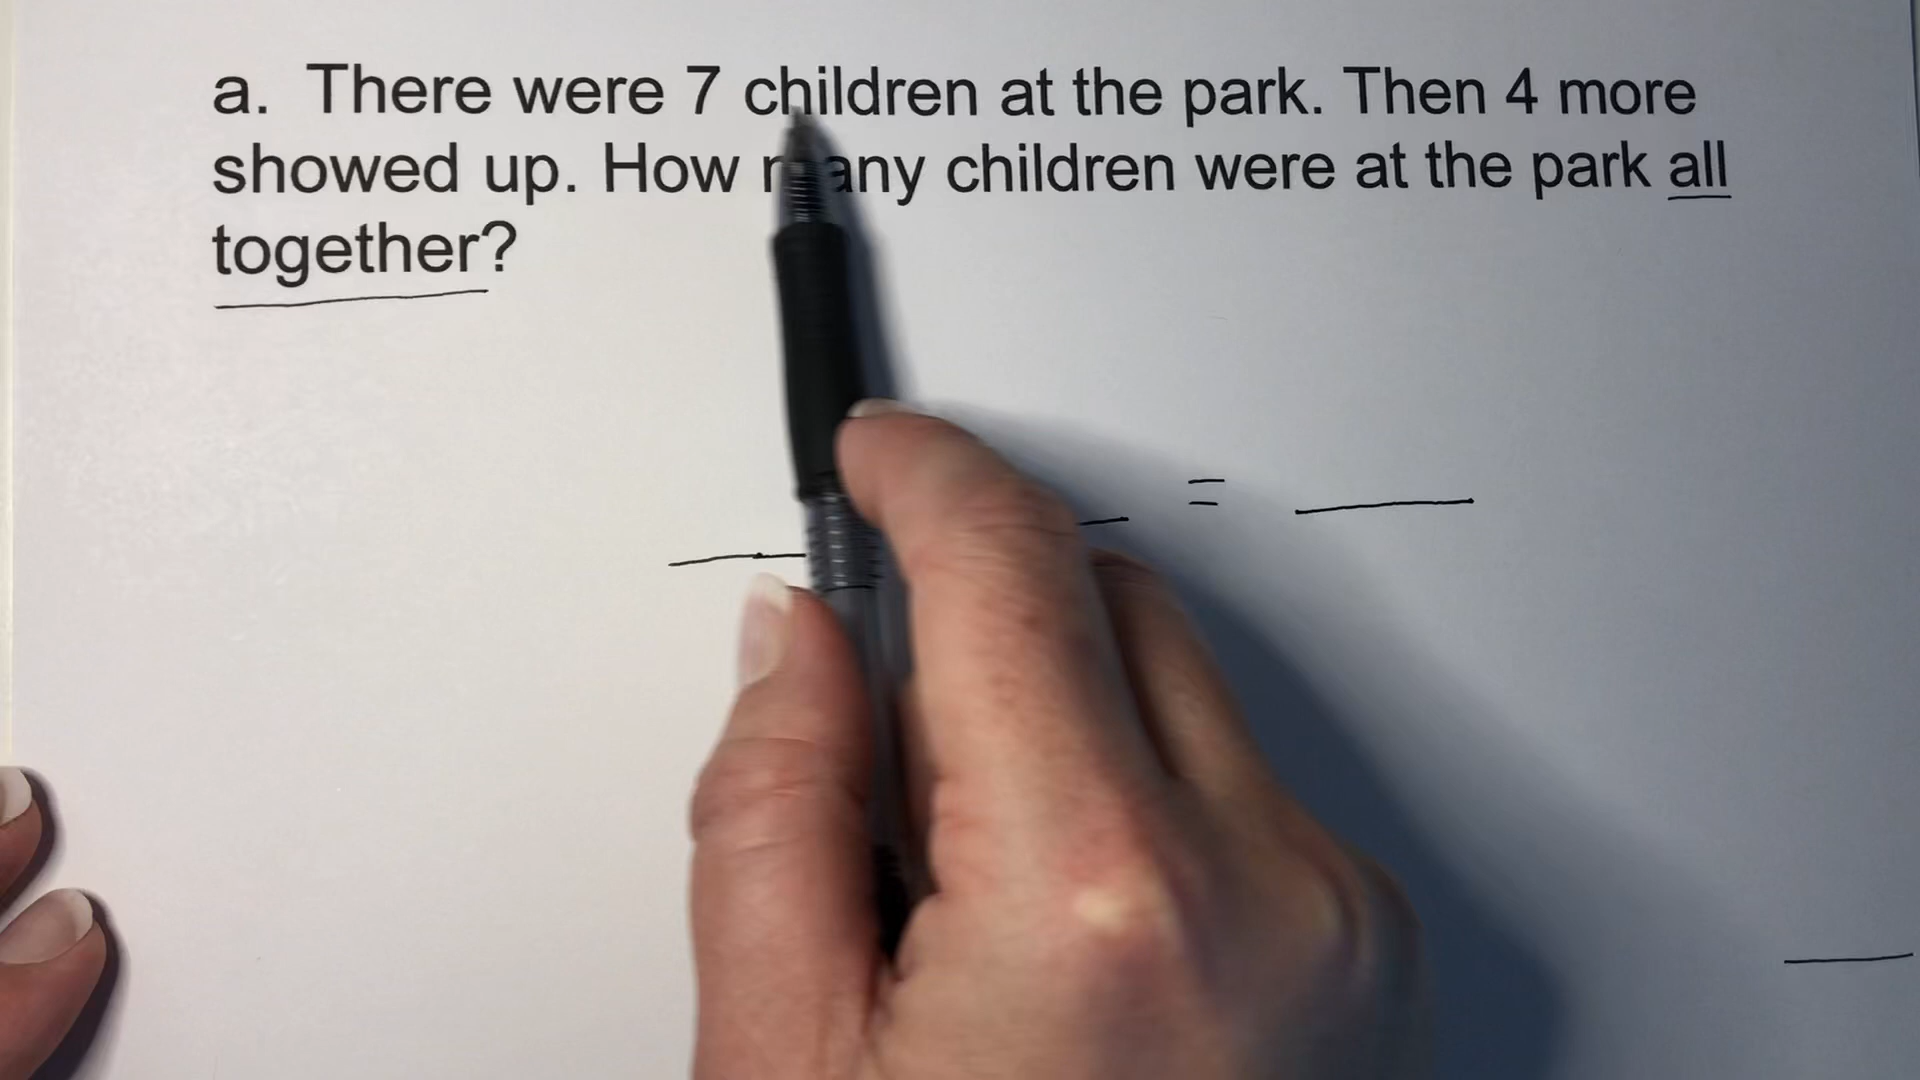 a. There were 7 children at the park. Then 4 more
showed up. How many children were at the park all
together?
=